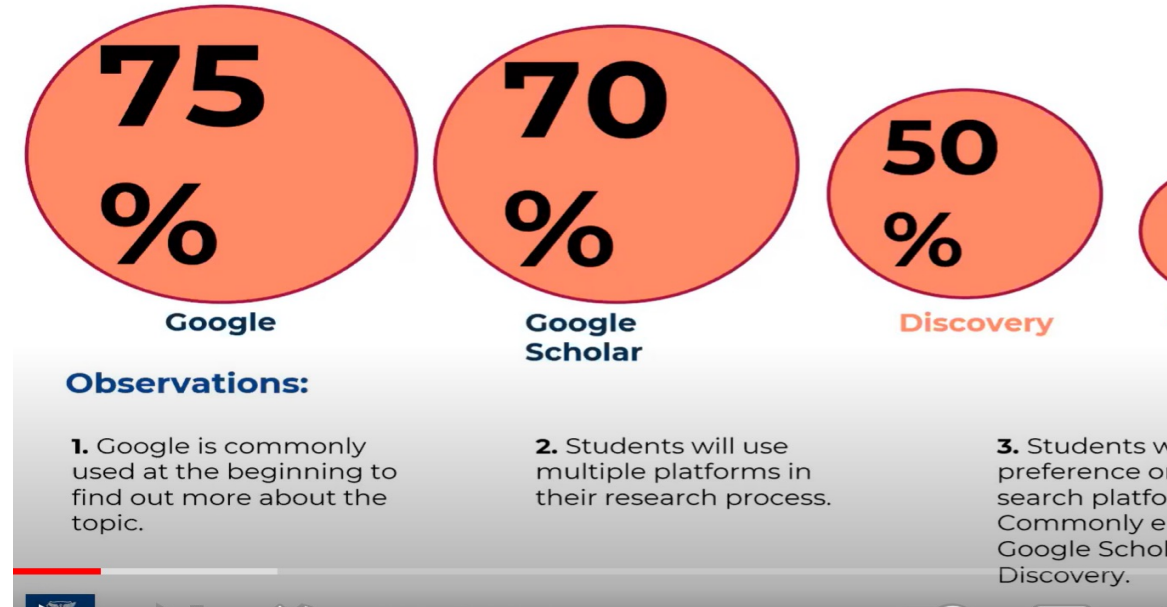 75
%
70
%
50
%
Google
Google
Scholar
Discovery
Observations:
1. Google is commonly
used at the beginning to
find out more about the
topic.
2. Students will use
multiple platforms in
their research process.
3. Students
preference
search
Commonly
Google
Discovery.